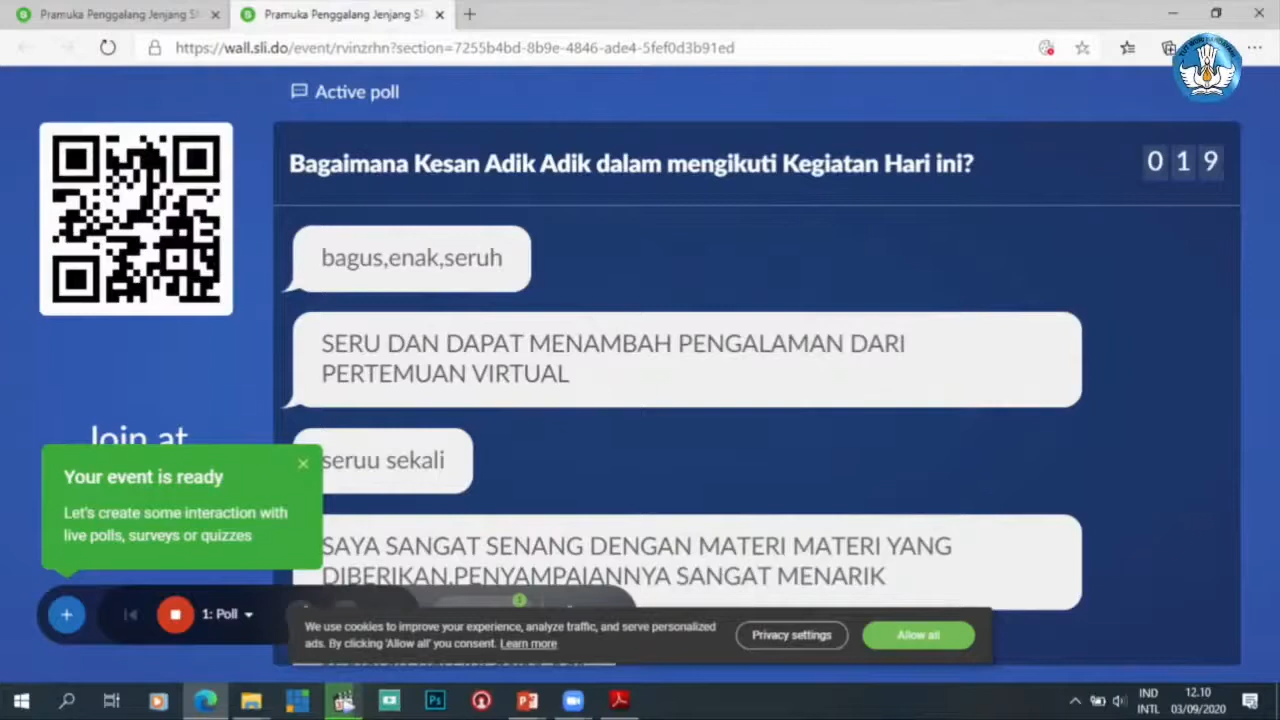 Pramuka Penggalang Jenjang S
Pramuka Penggalang Jenjang S
https://wall.sli.do/event/rvinzrhn?section=7255b4bd-8b9e-4846-ade4-5fef0d3b91ed
Active poll
Bagaimana Kesan Adik Adik dalam mengikuti Kegiatan Hari ini?
019
bagus,enak,seruh
SERU DAN DAPAT MENAMBAH PENGALAMAN DARI
PERTEMUAN VIRTUAL
Join at
seruu sekali
Your event is ready
Let's create some interaction with
live polls, surveys or quizzes
SAYA SANGAT SENANG DENGAN MATERI MATERI YANG
DIBERIKAN,PENYAMPAIANNYA SANGAT MENARIK
1: Poll
1
We use cookies to improve your experience, analyze traffic, and serve personalized
ads. By clicking 'Allow all' you consent. Learn more
Privacy settings
Allow all
IND
INTL
12.10
03/09/2020